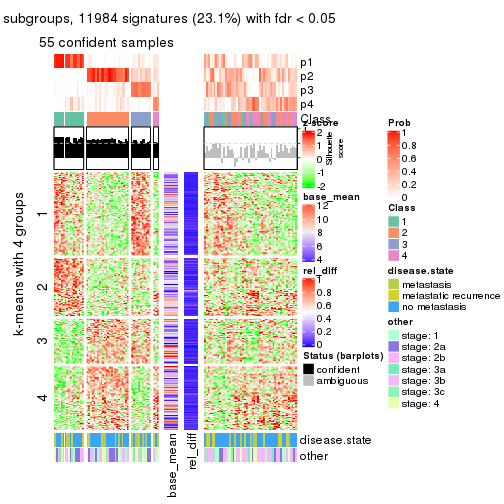 subgroups, 11984 signatures (23.1%) with fdr < 0.05
55 confident samples
p1
p2
p3
p4
Class
1
2
3
4
k-means with 4 groups
Silhouette
score
z-score
2
1
0
-1
-2
base_mean
12
10
8
6
4
rel_diff
1
0.8
0.6
0.4
0.2
0
Status (barplots)
confident
ambiguous
Prob
1
0.8
0.6
0.4
0.2
0
Class
1
2
3
4
disease.state
metastasis
metastatic recurrence
no metastasis
other
stage: 1
stage: 2a
stage: 2b
stage: 3a
stage: 3b
stage: 3c
stage: 4
disease.state
other
base_mean
rel_diff